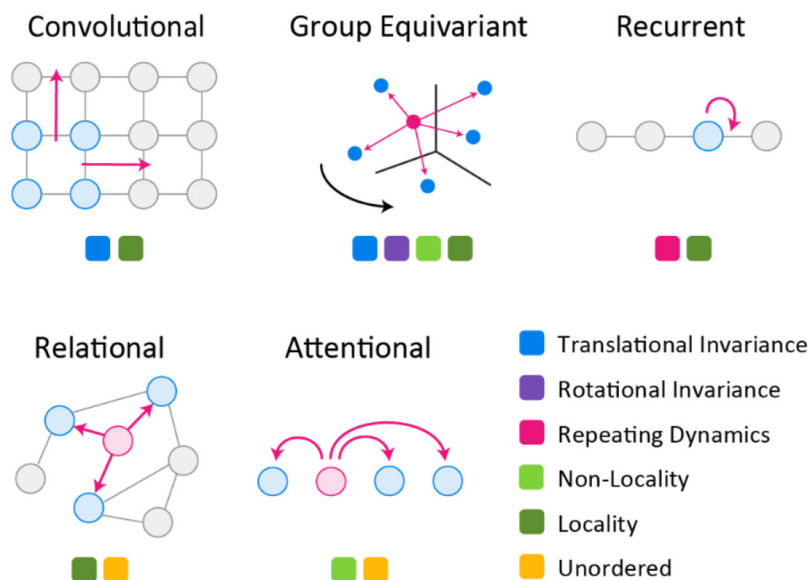 Convolutional
Group Equivariant
Recurrent
Relational
Attentional
Translational Invariance
Rotational Invariance
Repeating Dynamics
Non-Locality
Locality
Unordered